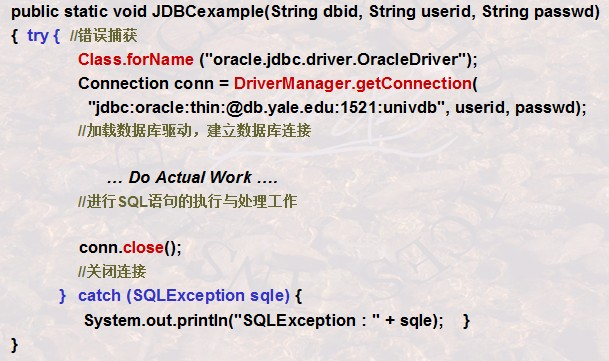 public static void JDBCexample(String dbid, String userid, String passwd)
{ try { //错误捕获
Class.forName ("oracle.jdbc.driver.OracleDriver");
Connection conn = DriverManager.getConnection(
"jdbc:oracle:thin:@db.yale.edu:1521:univdb", userid, passwd);
//加载数据库驱动，建立数据库连接
… Do Actual Work ….
//进行SQL语句的执行与处理工作
conn.close();
//关闭连接
} catch (SQLException sqle) {
System.out.println("SQLException : " + sqle); }
}